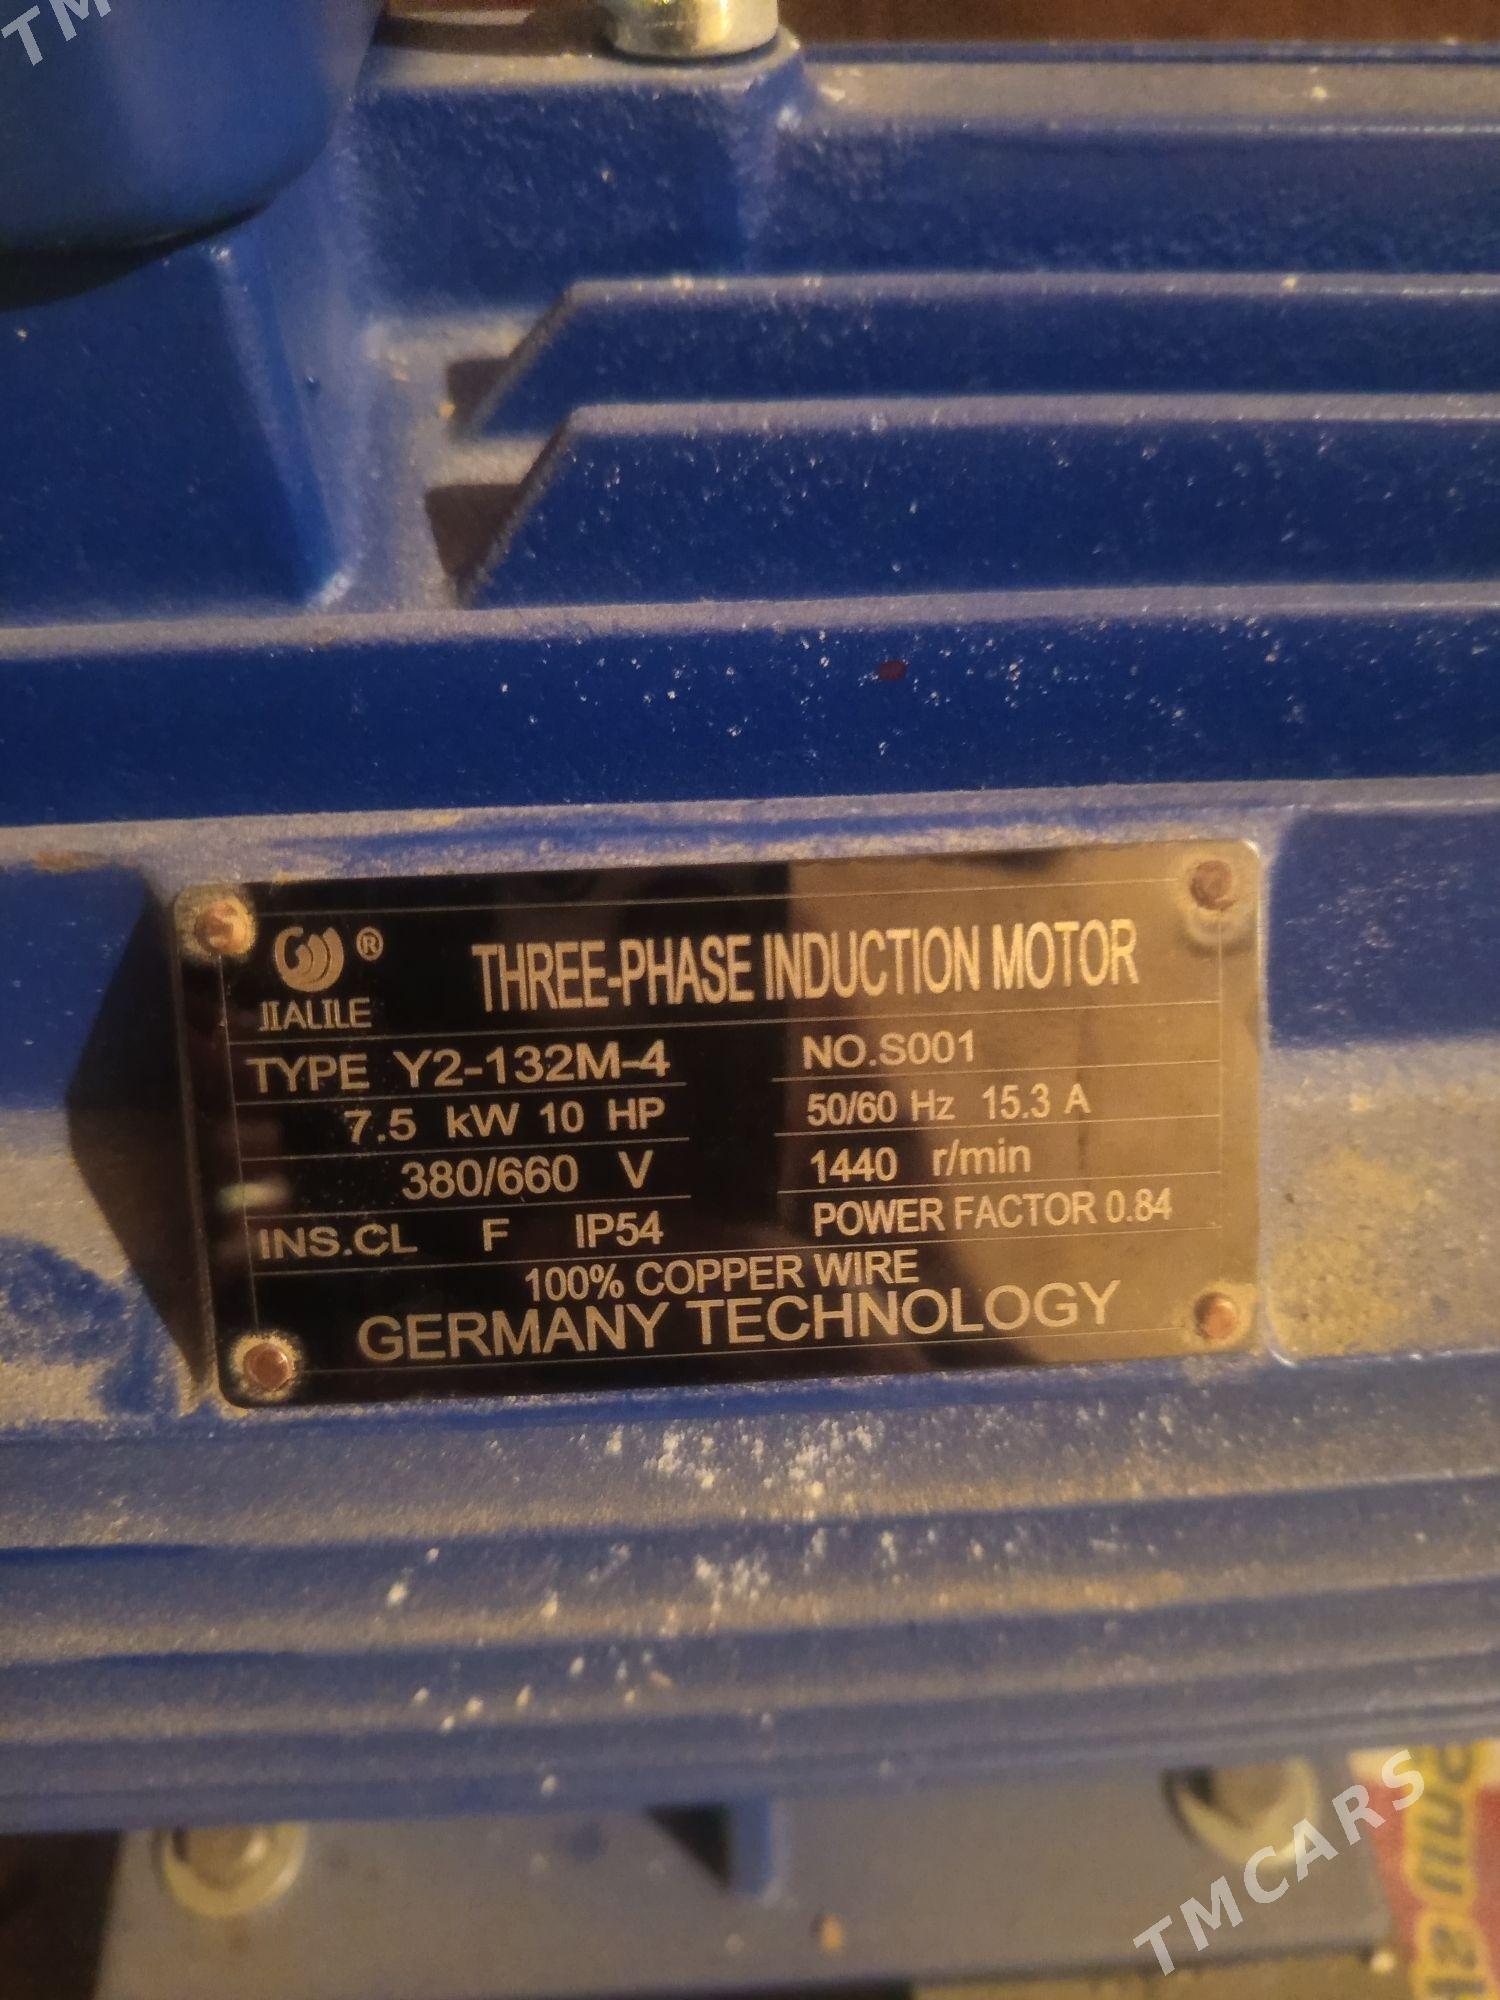 TM
® THREE-PHASE INDUCTION MOTOR
JIALILE
TYPE Y2-132M-4 NO.S001
7.5 kW 10 HP 50/60 Hz 15.3 A
380/660 V 1440 r/min
INS.CL F IP54 POWER FACTOR 0.84
100% COPPER WIRE
GERMANY TECHNOLOGY
TMCARS